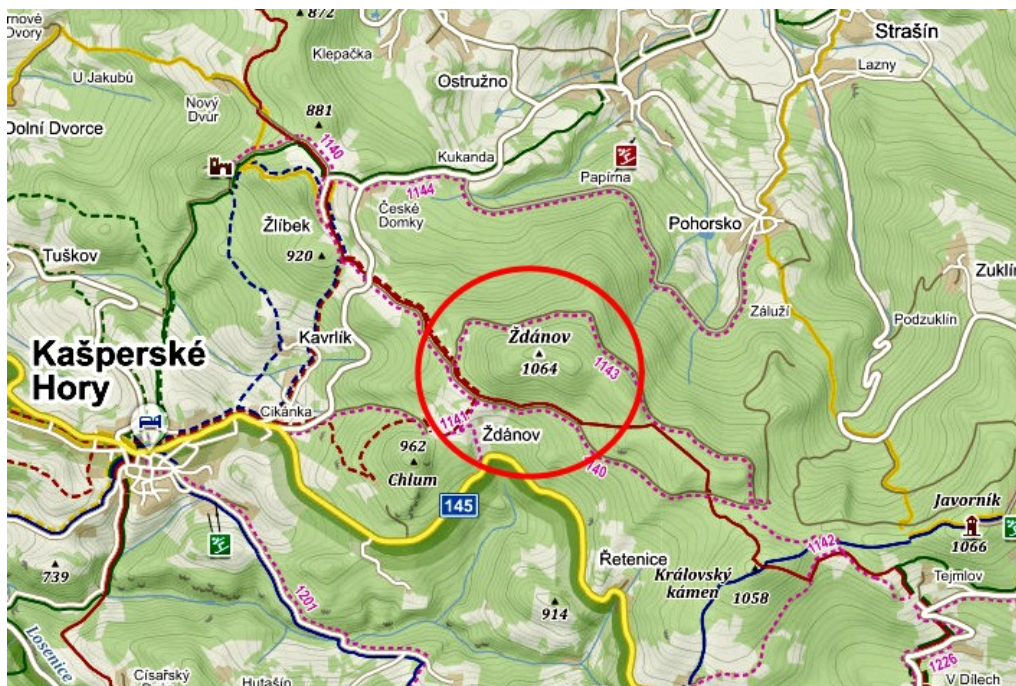 872
rnové
Dvory
Klepačka
Strašín
Lazny
U Jakubů
Ostružno
Nový
Dvůr
881
Dolní Dvorce
1140
Kukanda
Papírna
1144
České
Domky
Žlíbek
Pohorsko
Tuškov
920
Zuklín
Záluží
Podzuklín
Kavrlík
Ždánov
1064
1143
Kašperské
Hory
Cikánka
1141
Ždánov
962
Chlum
140
145
Javorník
1066
Řetenice
1142
Královský
kámen
1058
Tejmlov
739
914
1201
Losenice
Císařský
Hutašín
1226
V Dílech